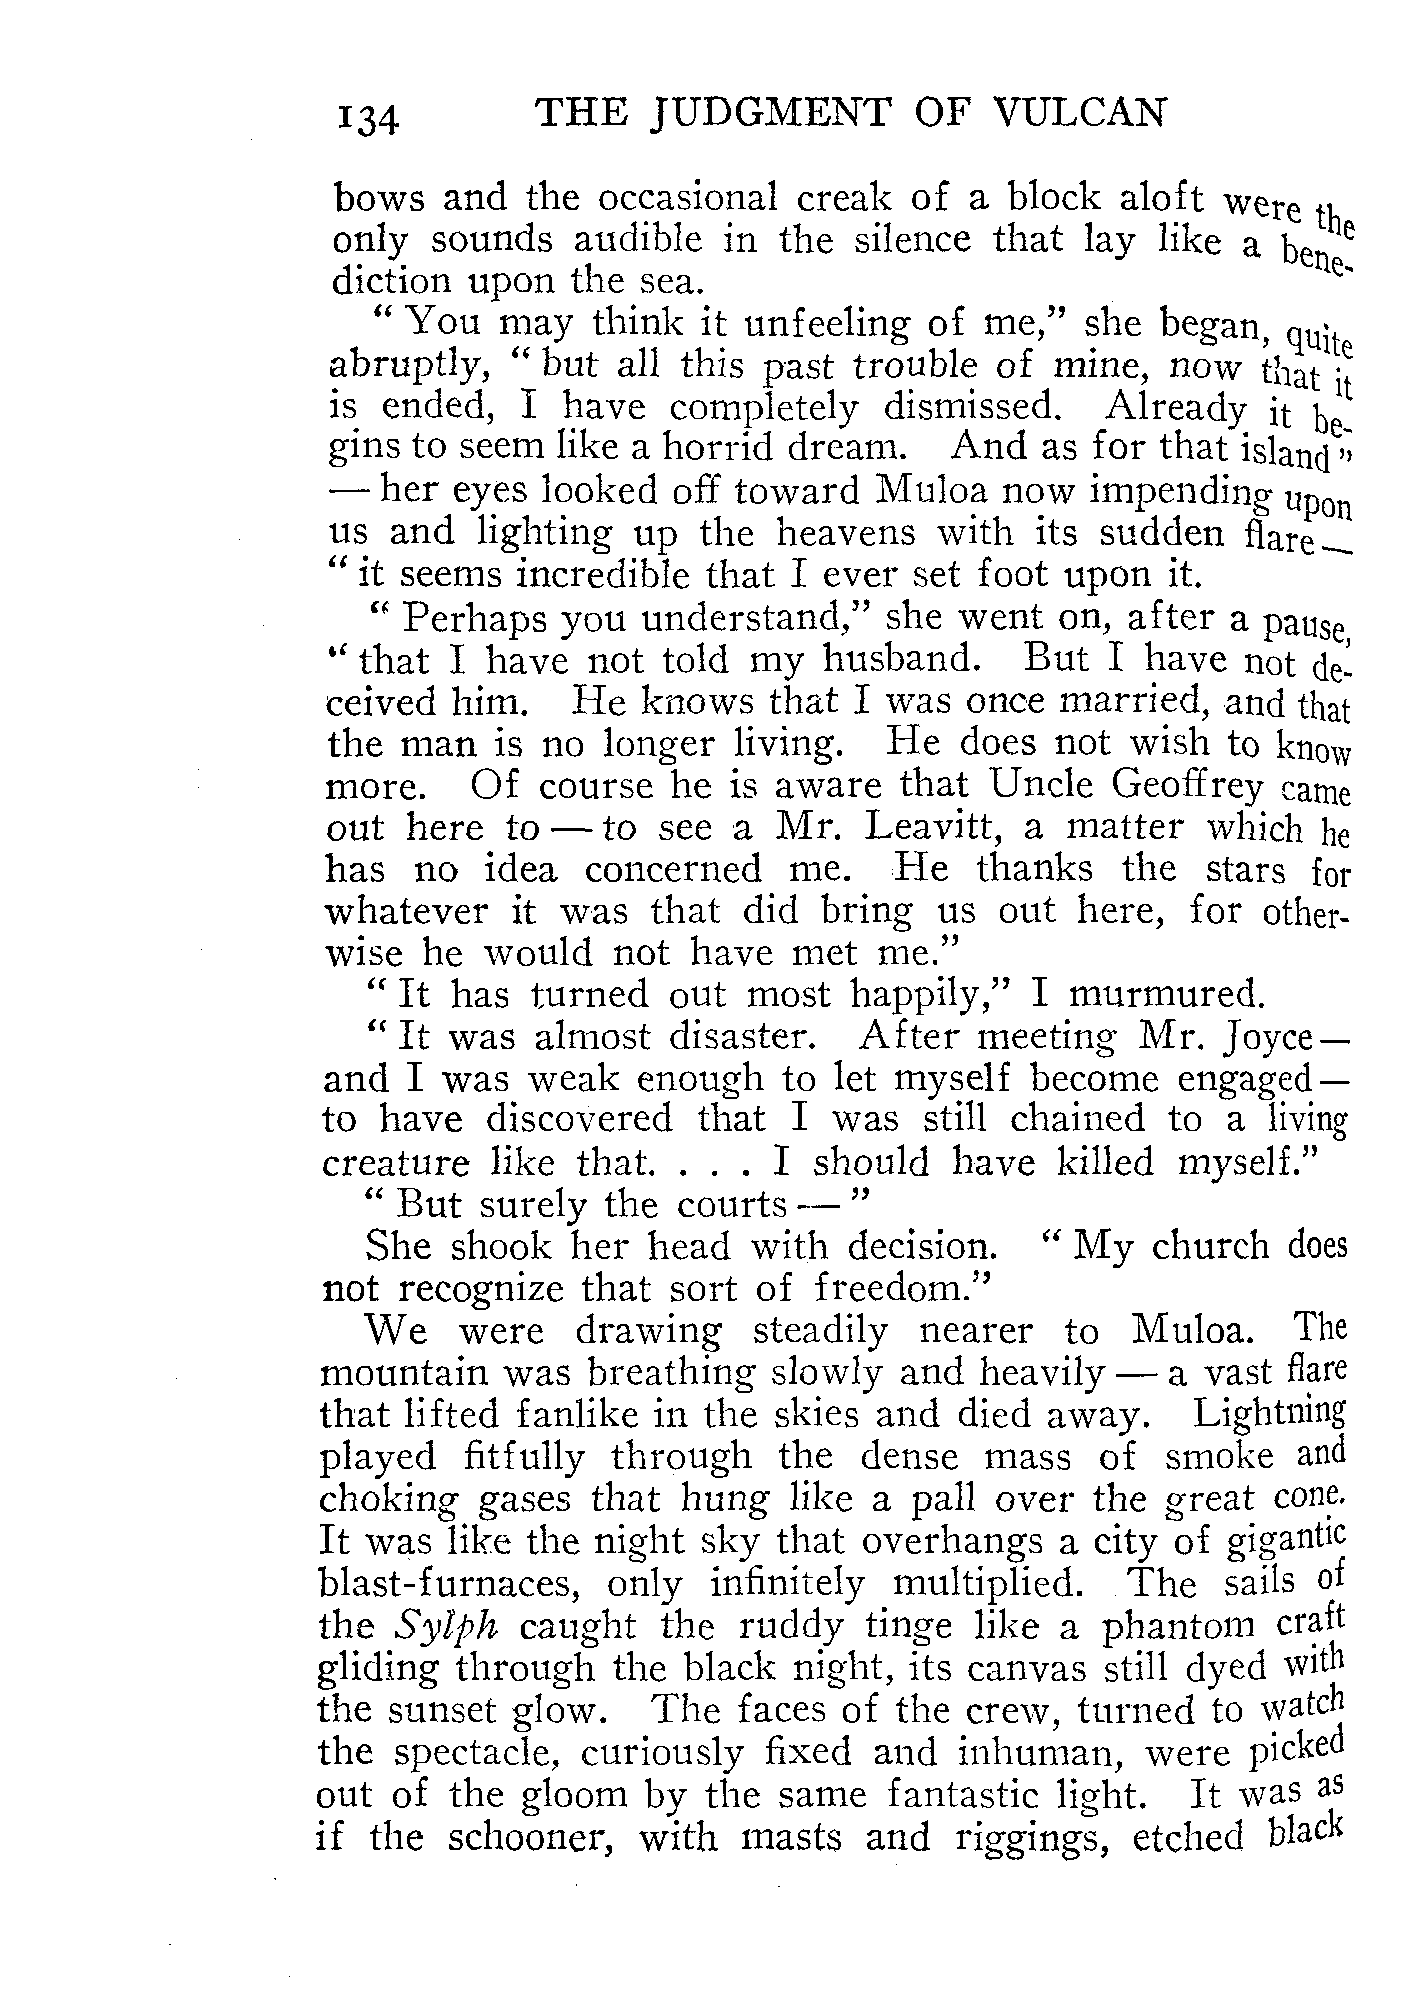 134 THE JUDGMENT OF VULCAN
bows and the occasional creak of a block aloft were the
only sounds audible in the silence that lay like a bene-
diction upon the sea.
“ You may think it unfeeling of me,” she began, quite
abruptly, “ but all this past trouble of mine, now that it
is ended, I have completely dismissed. Already it be-
gins to seem like a horrid dream. And as for that island ”
— her eyes looked off toward Muloa now impending upon
us and lighting up the heavens with its sudden flare —
“ it seems incredible that I ever set foot upon it.
“ Perhaps you understand,” she went on, after a pause,
“ that I have not told my husband. But I have not de-
ceived him. He knows that I was once married, and that
the man is no longer living. He does not wish to know
more. Of course he is aware that Uncle Geoffrey came
out here to — to see a Mr. Leavitt, a matter which he
has no idea concerned me. He thanks the stars for
whatever it was that did bring us out here, for other-
wise he would not have met me.”
“ It has turned out most happily,” I murmured.
“ It was almost disaster. After meeting Mr. Joyce —
and I was weak enough to let myself become engaged —
to have discovered that I was still chained to a living
creature like that. . . . I should have killed myself.”
“ But surely the courts — ”
She shook her head with decision. “ My church does
not recognize that sort of freedom.”
We were drawing steadily nearer to Muloa. The
mountain was breathing slowly and heavily — a vast flare
that lifted fanlike in the skies and died away. Lightning
played fitfully through the dense mass of smoke and
choking gases that hung like a pall over the great cone.
It was like the night sky that overhangs a city of gigantic
blast-furnaces, only infinitely multiplied. The sails of
the Sylph caught the ruddy tinge like a phantom craft
gliding through the black night, its canvas still dyed with
the sunset glow. The faces of the crew, turned to watch
the spectacle, curiously fixed and inhuman, were picked
out of the gloom by the same fantastic light. It was as
if the schooner, with masts and riggings, etched black